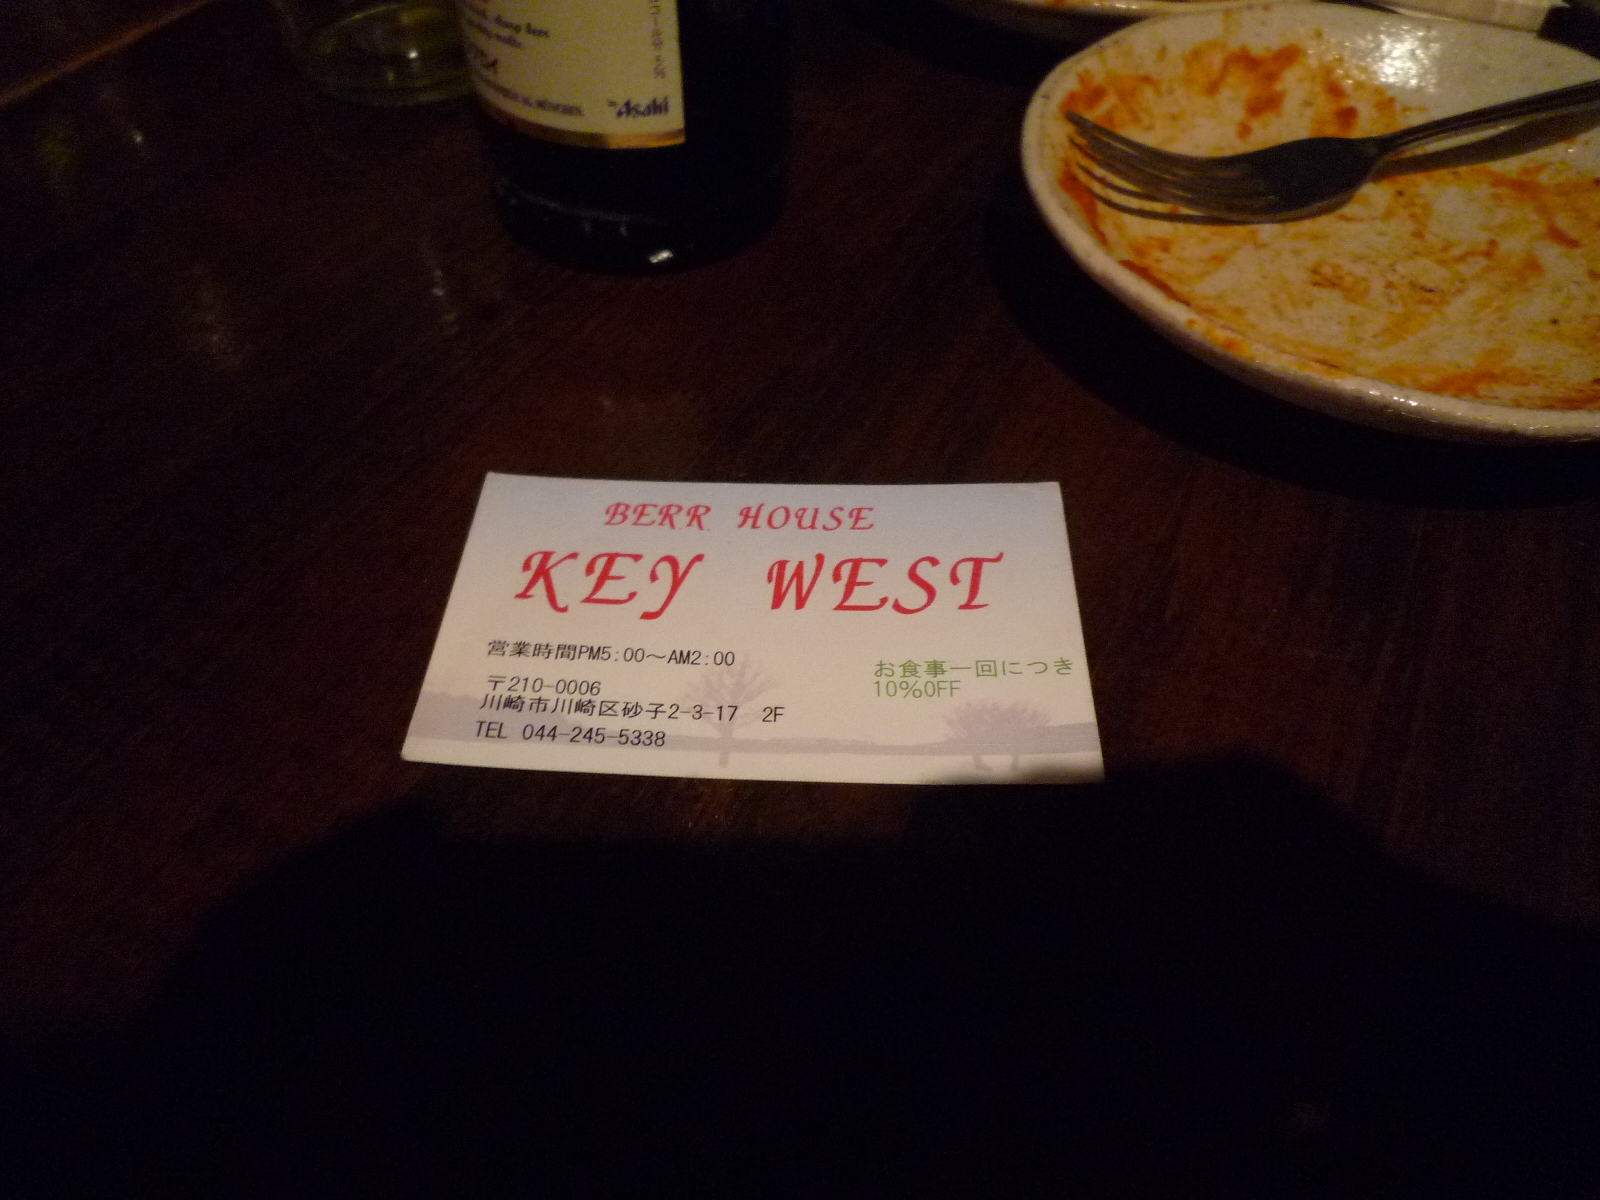 Asahi
BERR HOUSE
KEY WEST
営業時間PM5:00～AM2:00
〒210-0006
川崎市川崎区砂子2-3-17 2F
TEL 044-245-5338
お食事一回につき
10%OFF